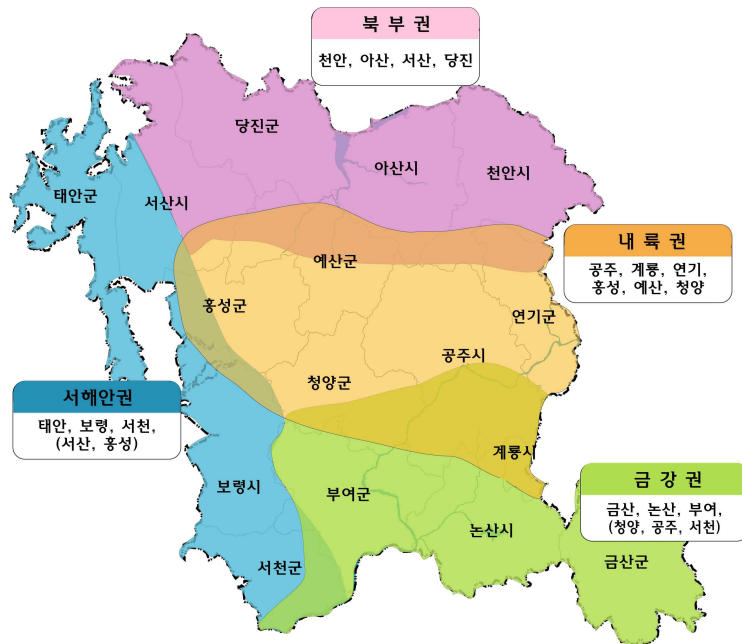 북 부 권
천안, 아산, 서산, 당진
당진군
아산시
천안시
태안군
서산시
내 륙 권
공주, 계룡, 연기,
홍성, 예산, 청양
예산군
홍성군
연기군
공주시
청양군
서해안권
태안, 보령, 서천,
(서산, 홍성)
계룡시
보령시
부여군
금 강 권
금산, 논산, 부여,
(청양, 공주, 서천)
논산시
서천군
금산군